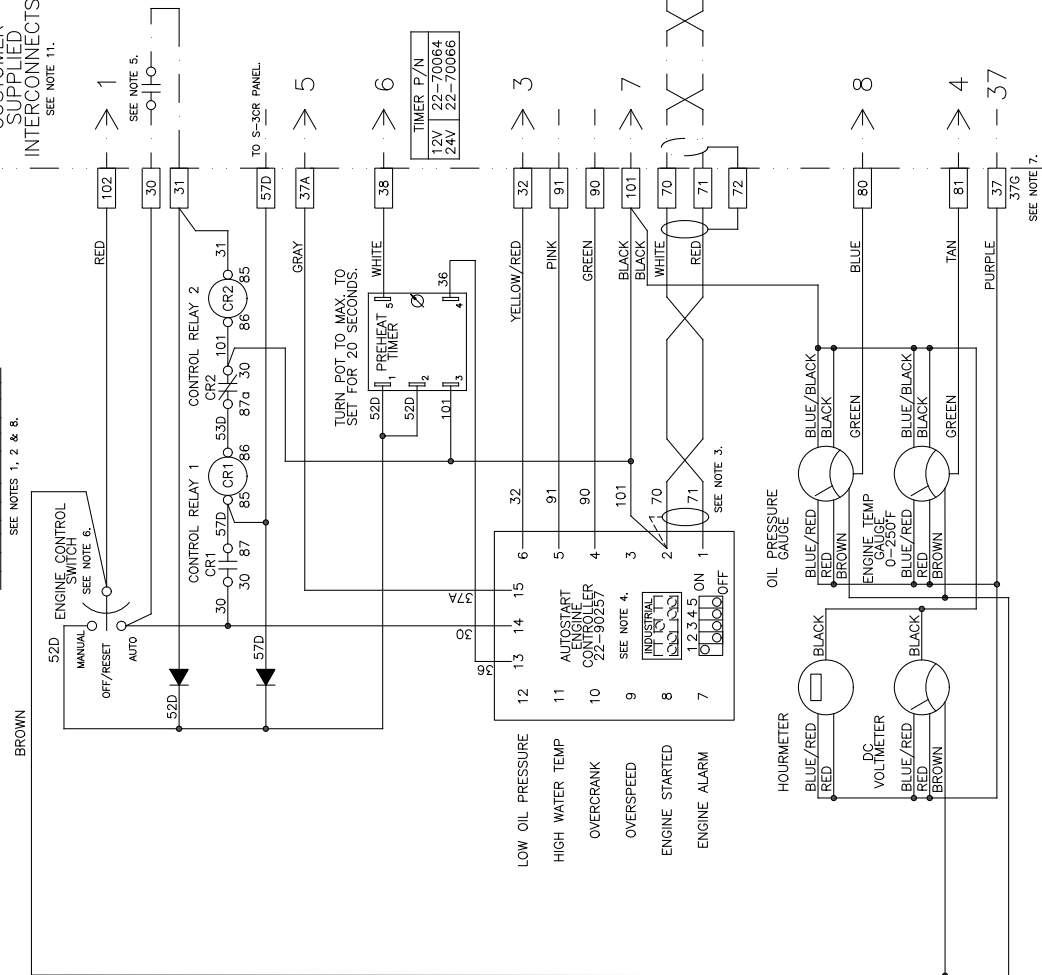 CUSTOMER
SUPPLIED
INTERCONNECTS
SEE NOTE 11.
SEE NOTES 1, 2 & 8.
BROWN
52D
ENGINE CONTROL
SWITCH
SEE NOTE 6.
MANUAL
OFF/RESET
AUTO
RED
102
1
30
SEE NOTE 5.
31
CONTROL RELAY 1
CR1
30
87
57D
85
CR1
86
53D
CONTROL RELAY 2
CR2
87a
30
101
86
CR2
85
31
30
52D
57D
57D
TO S-3CR PANEL.
GRAY
37A
5
TURN POT TO MAX. TO
SET FOR 20 SECONDS.
PREHEAT
TIMER
1
2
3
4
5
52D
52D
101
36
WHITE
38
6
TIMER P/N
12V 22-70064
24V 22-70066
37A
30
36
15
14
13
AUTOSTART
ENGINE
CONTROLLER
22-90257
SEE NOTE 4.
INDUSTRIAL
1 2 3 4 5
ON
OFF
LOW OIL PRESSURE
12
6
32
YELLOW/RED
32
3
HIGH WATER TEMP
11
5
91
PINK
91
OVERCRANK
10
4
90
GREEN
90
OVERSPEED
9
3
101
BLACK
BLACK
101
7
ENGINE STARTED
8
2
70
WHITE
70
ENGINE ALARM
7
1
71
RED
71
72
SEE NOTE 3.
HOURMETER
BLUE/RED
RED
BLACK
DC
VOLTMETER
BLUE/RED
RED
BROWN
BLACK
OIL PRESSURE
GAUGE
BLUE/RED
RED
BROWN
BLUE/BLACK
BLACK
GREEN
BLUE
80
8
ENGINE TEMP
GAUGE
0-250°F
BLUE/RED
RED
BROWN
BLUE/BLACK
BLACK
GREEN
TAN
81
4
PURPLE
37
37
37G
SEE NOTE 7.